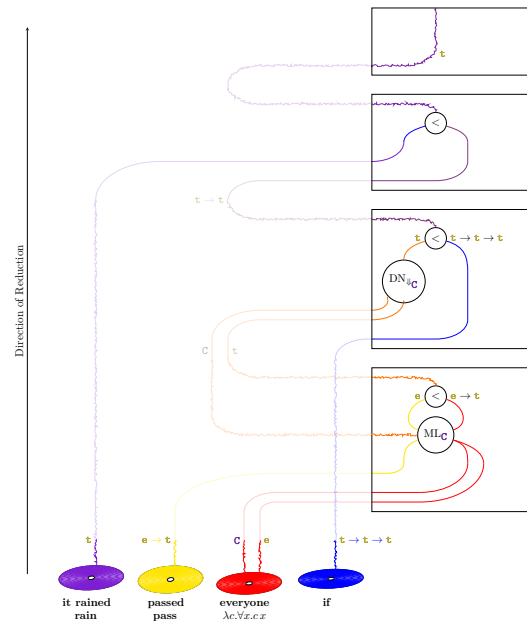 t
<
t → t
t
<
t → t → t
DN⇓C
C
t
e
<
e → t
MLC
t
e → t
C
e
t → t → t
it rained
rain
passed
pass
everyone
λc.∀x.c x
if
Direction of Reduction